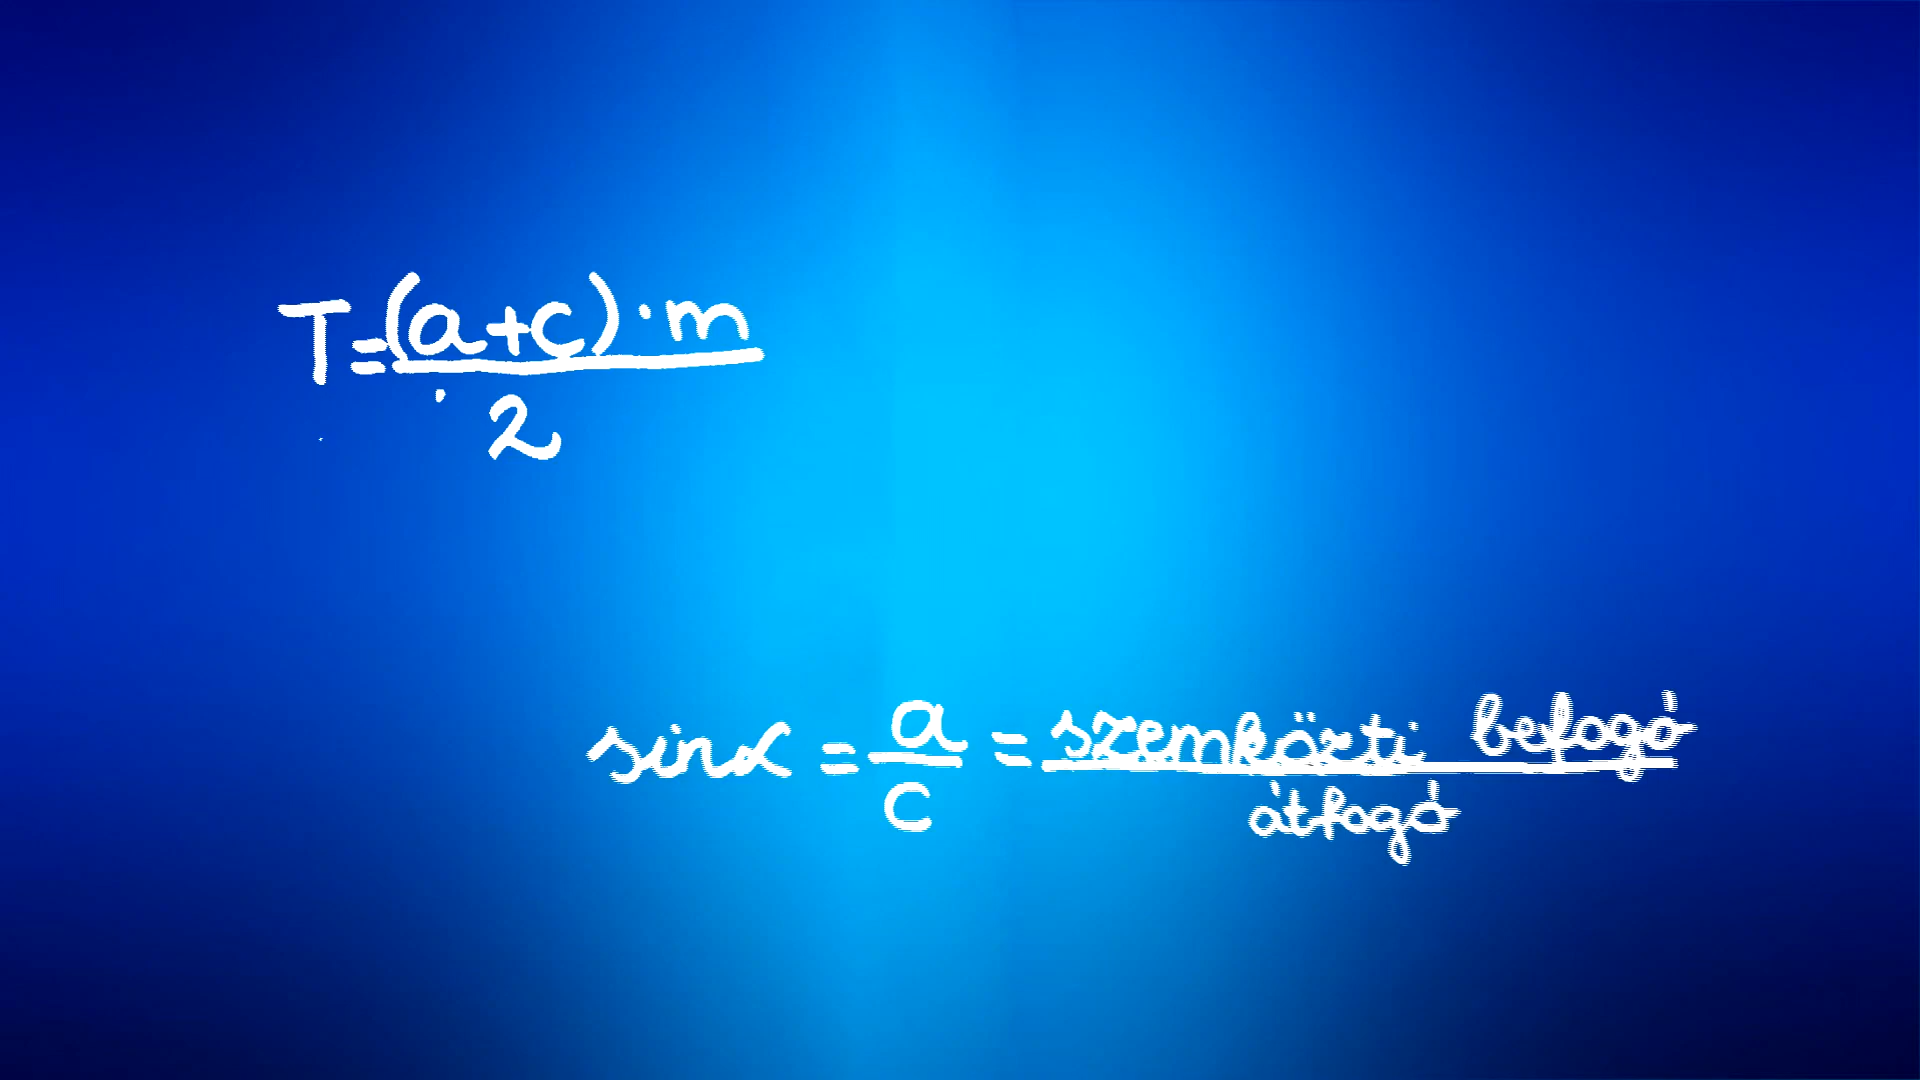 T=(a+c)·m/2
sinα = a/c = szemközti befogó/átfogó